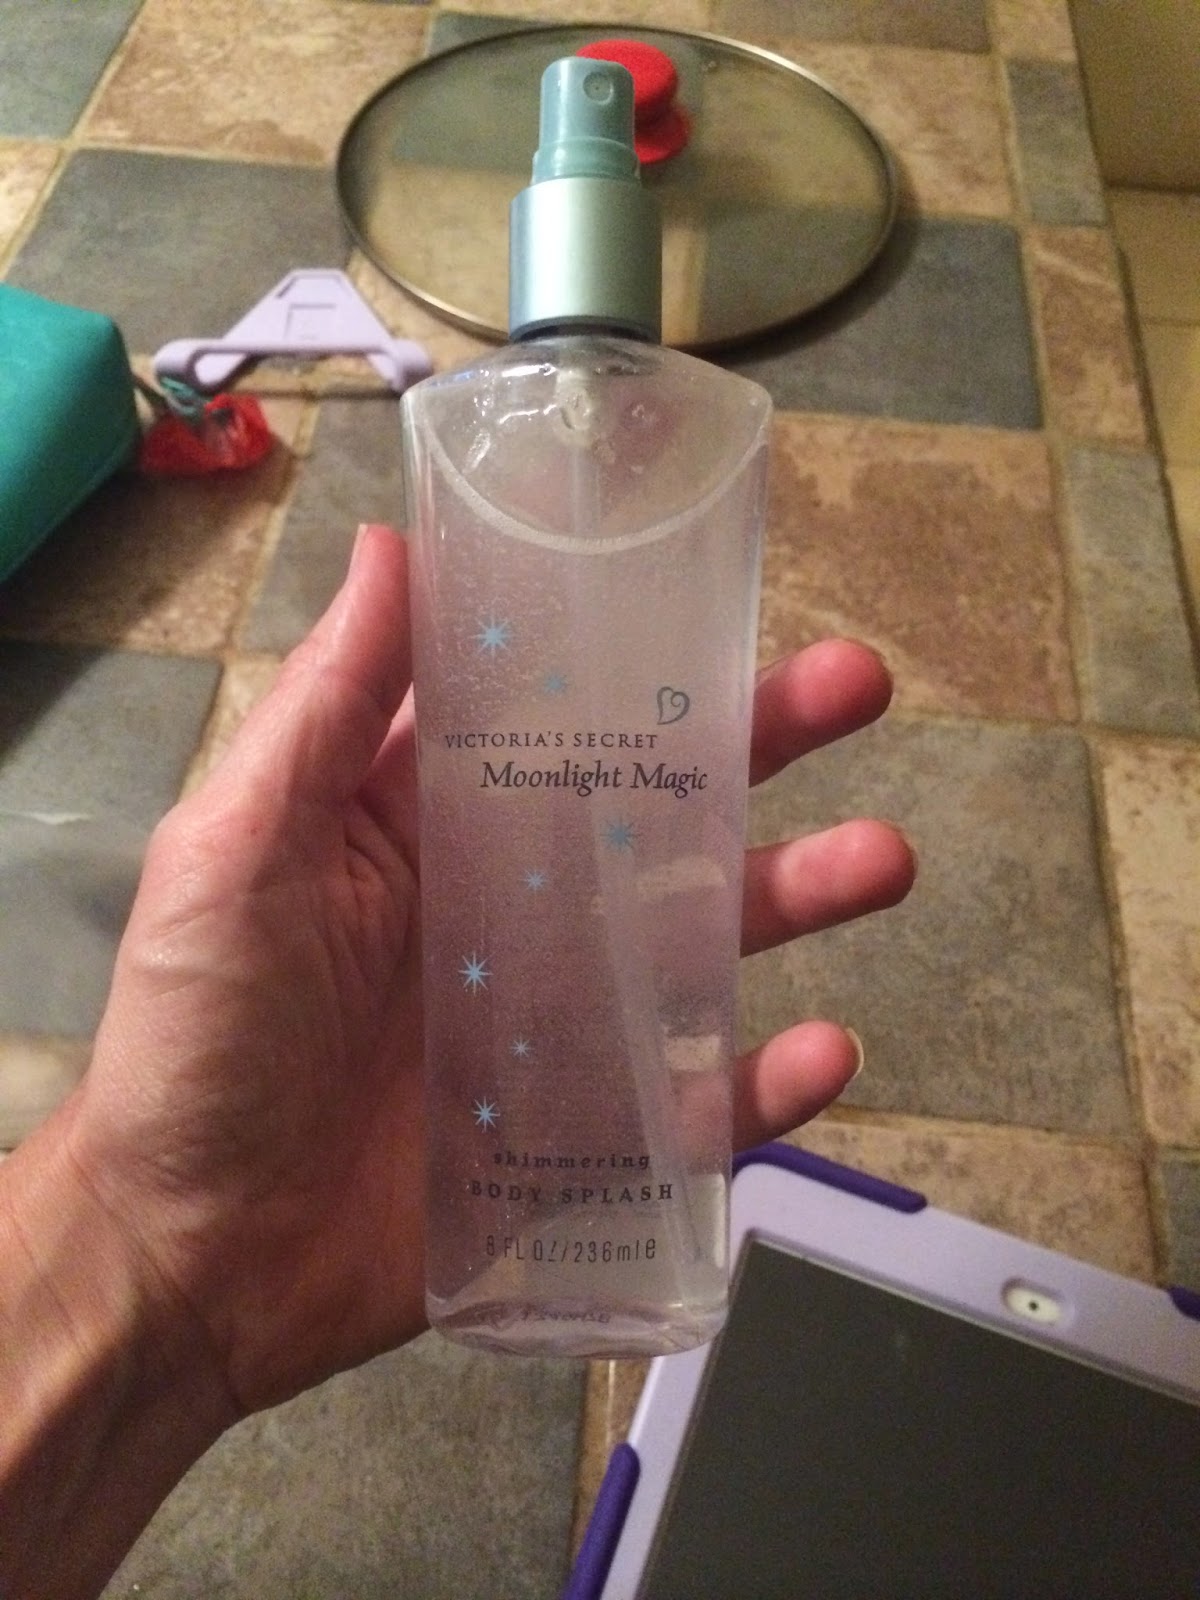 VICTORIA'S SECRET
Moonlight Magic
shimmering
BODY SPLASH
8 FL OZ/236ml e